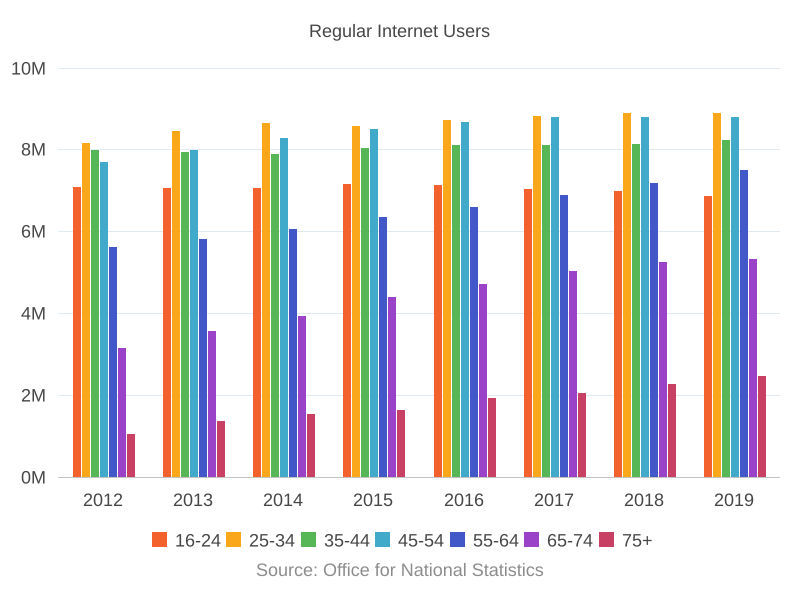 Regular Internet Users
10M
8M
6M
4M
2M
0M
2012 2013 2014 2015 2016 2017 2018 2019
16-24 25-34 35-44 45-54 55-64 65-74 75+
Source: Office for National Statistics